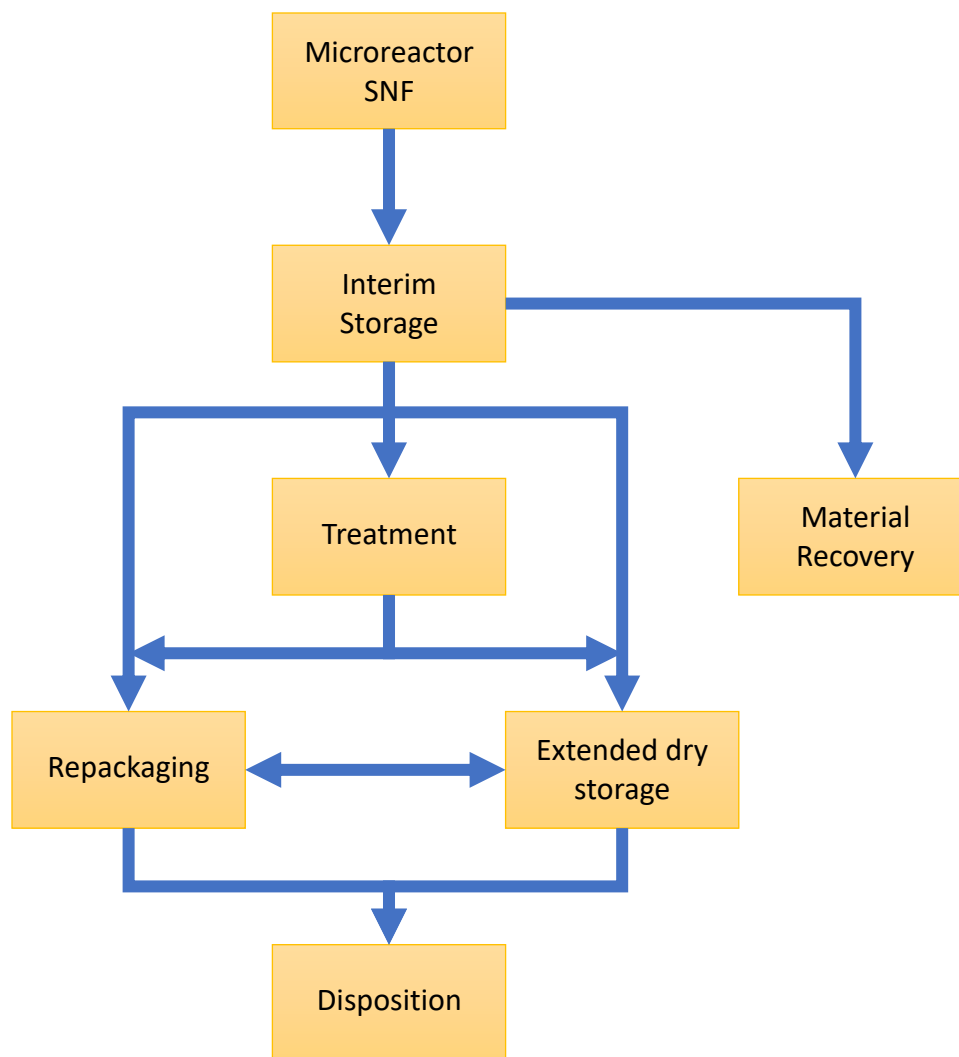 Microreactor
SNF
Interim
Storage
Treatment
Material
Recovery
Repackaging
Extended dry
storage
Disposition